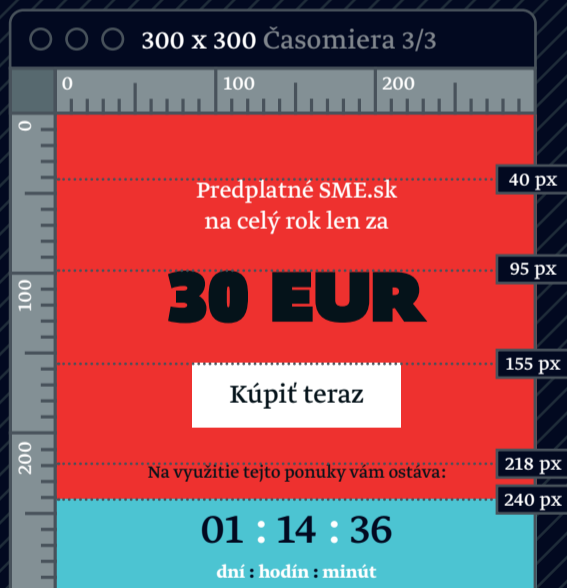 300 x 300 Časomiera 3/3
0 100 200
0
100
200
40 px
Predplatné SME.sk
na celý rok len za
95 px
30 EUR
155 px
Kúpiť teraz
218 px
Na využitie tejto ponuky vám ostáva:
240 px
01 : 14 : 36
dní : hodín : minút